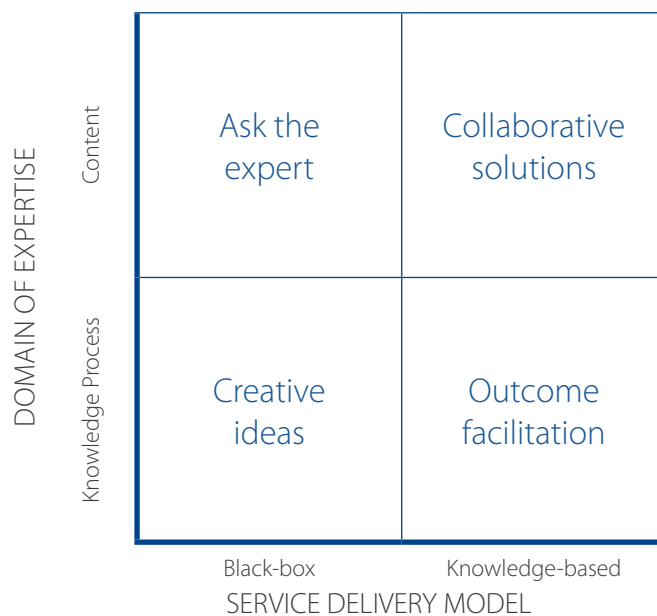 DOMAIN OF EXPERTISE
Content
Knowledge Process
Ask the
expert
Collaborative
solutions
Creative
ideas
Outcome
facilitation
Black-box
Knowledge-based
SERVICE DELIVERY MODEL